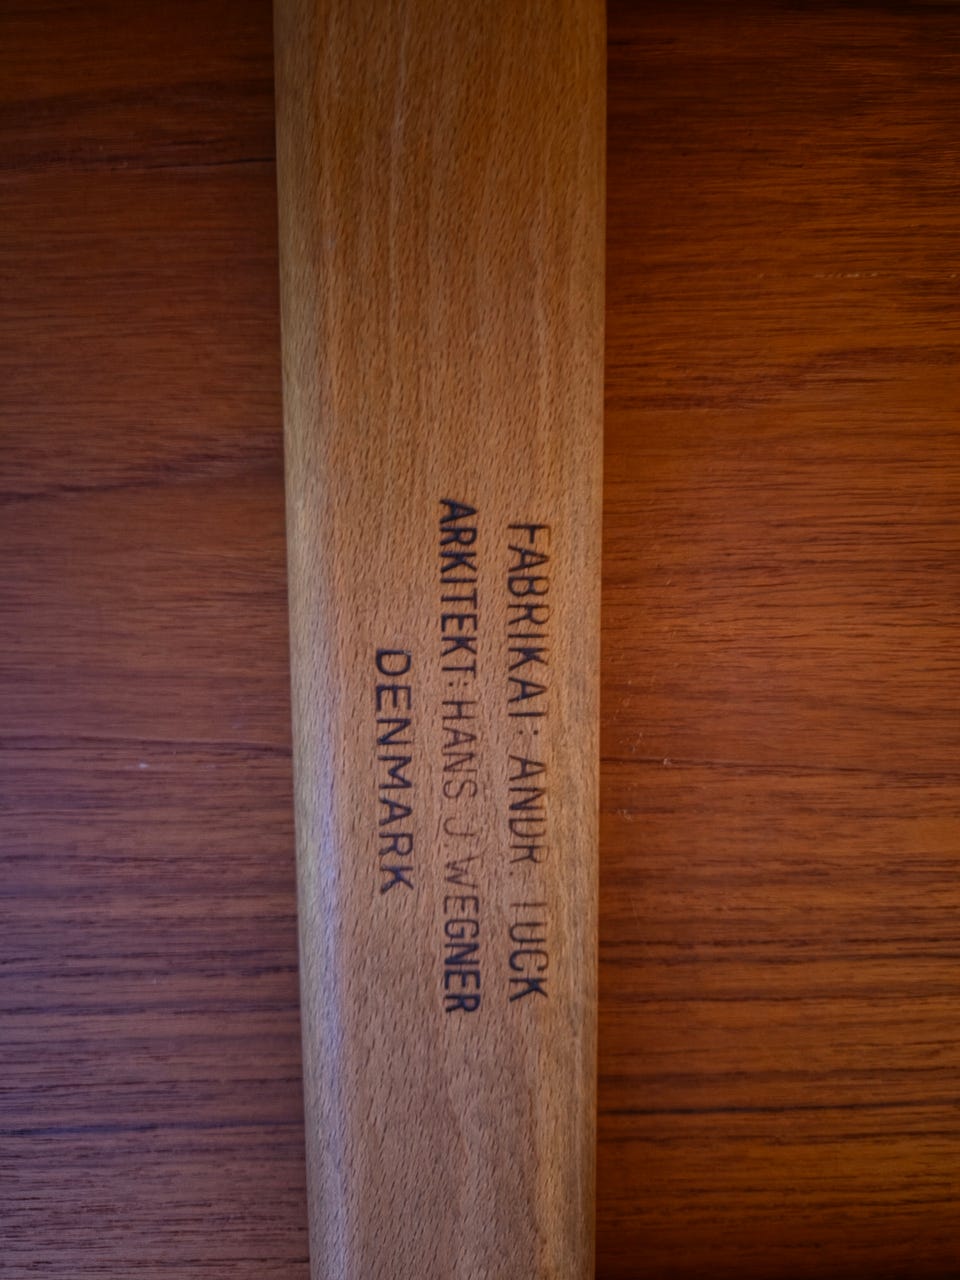 FABRIKAT: ANDR. TUCK
ARKITEKT: HANS J. WEGNER
DENMARK